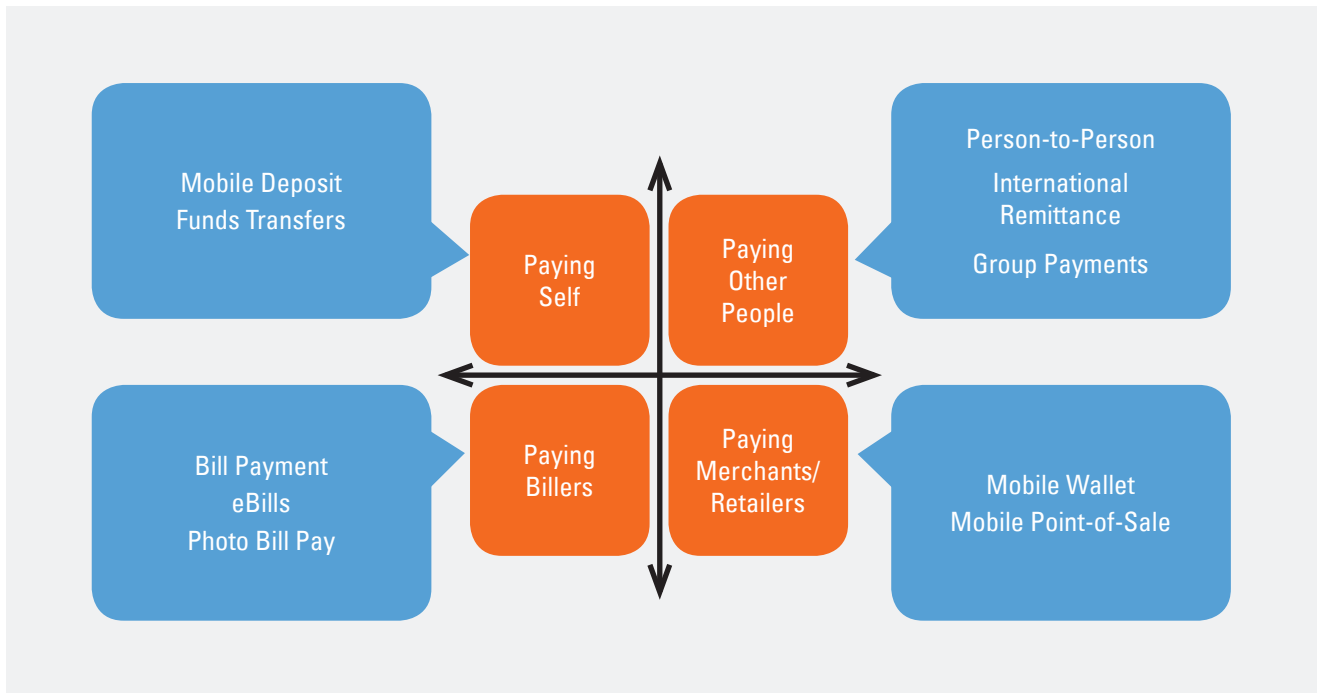 Mobile Deposit
Funds Transfers
Paying
Self
Paying
Other
People
Person-to-Person
International
Remittance
Group Payments
Bill Payment
eBills
Photo Bill Pay
Paying
Billers
Paying
Merchants/
Retailers
Mobile Wallet
Mobile Point-of-Sale